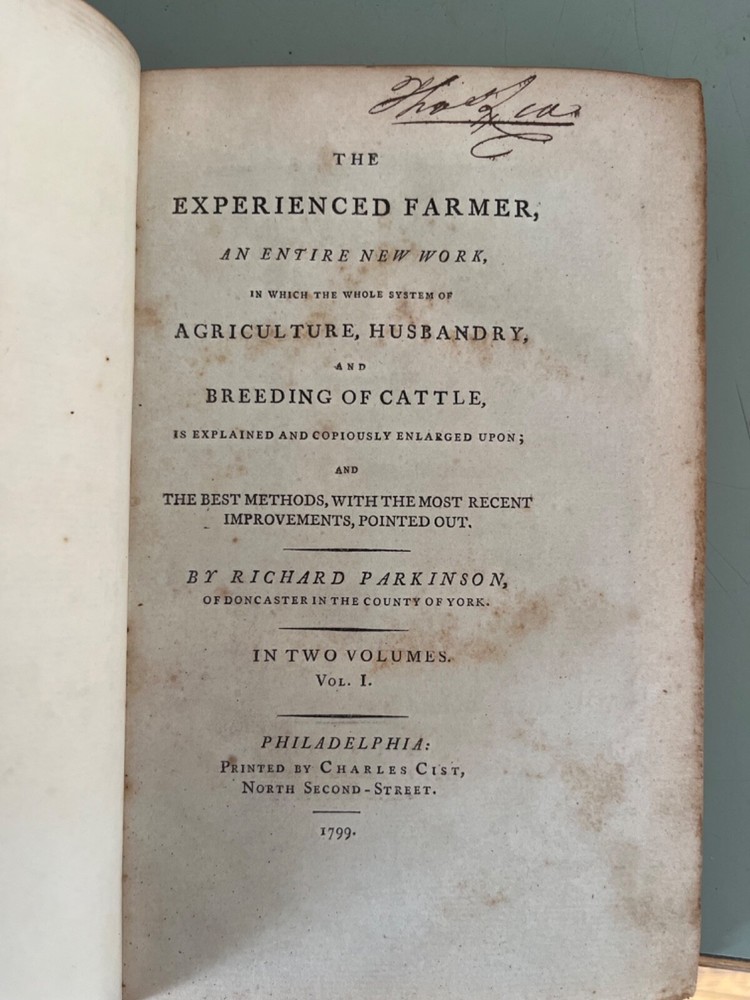 Thos Lea
THE
EXPERIENCED FARMER,
AN ENTIRE NEW WORK,
IN WHICH THE WHOLE SYSTEM OF
AGRICULTURE, HUSBANDRY,
AND
BREEDING OF CATTLE,
IS EXPLAINED AND COPIOUSLY ENLARGED UPON;
AND
THE BEST METHODS, WITH THE MOST RECENT
IMPROVEMENTS, POINTED OUT.
BY RICHARD PARKINSON,
OF DONCASTER IN THE COUNTY OF YORK.
IN TWO VOLUMES.
VOL. I.
PHILADELPHIA:
PRINTED BY CHARLES CIST,
NORTH SECOND-STREET.
1799.